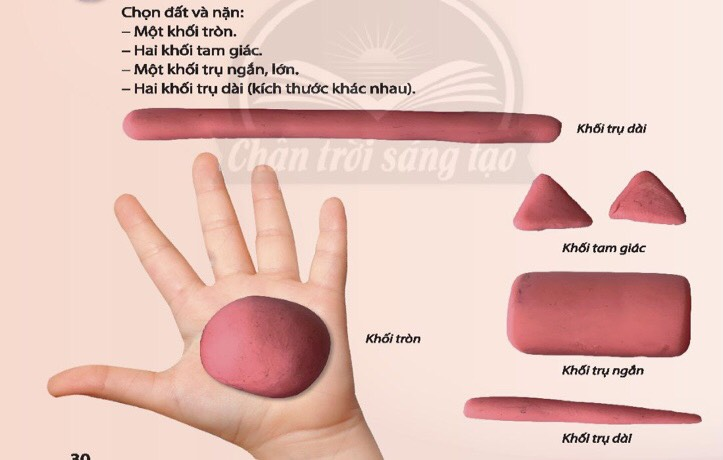 Chọn đất và nặn:
– Một khối tròn.
– Hai khối tam giác.
– Một khối trụ ngắn, lớn.
– Hai khối trụ dài (kích thước khác nhau).
Khối trụ dài
Chân trời sáng tạo
Khối tam giác
Khối tròn
Khối trụ ngắn
Khối trụ dài
30